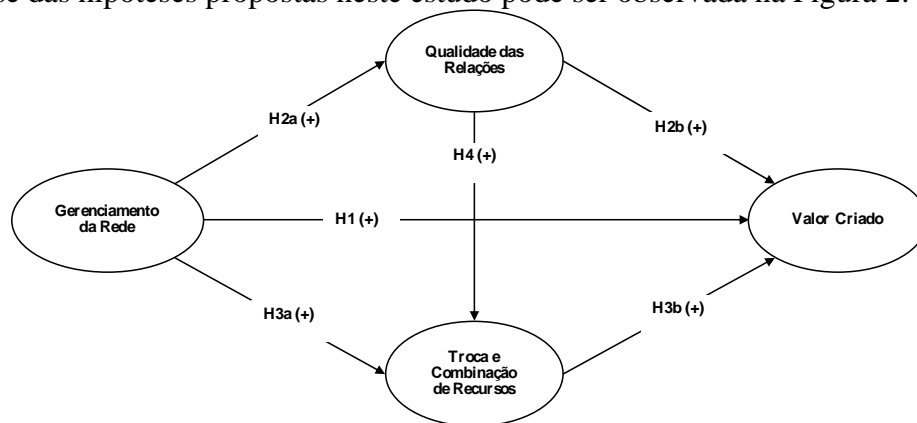 das hipóteses propostas neste estudo pode ser observada na Figura 2.
Qualidade das
Relações
H2a (+)
H2b (+)
H4 (+)
Gerenciamento
da Rede
H1 (+)
Valor Criado
H3a (+)
H3b (+)
Troca e
Combinação
de Recursos